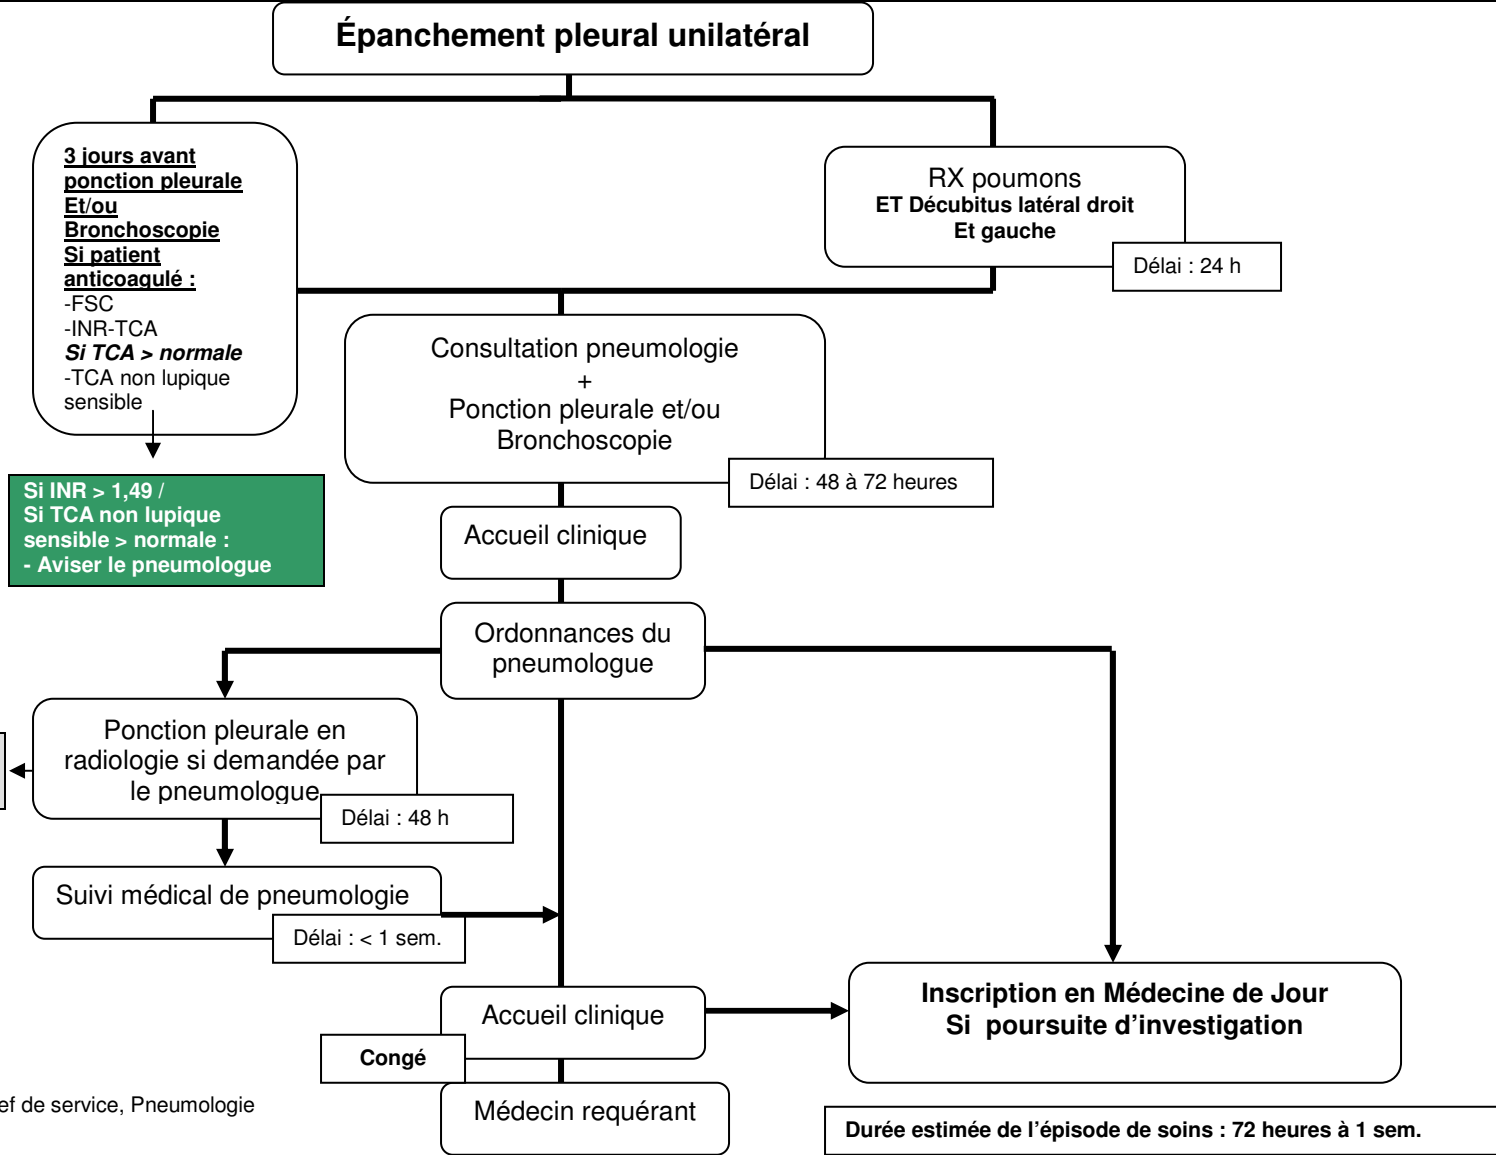 Épanchement pleural unilatéral
3 jours avant
ponction pleurale
Et/ou
Bronchoscopie
Si patient
anticoagulé :
-FSC
-INR-TCA
Si TCA > normale
-TCA non lupique
sensible
RX poumons
ET Décubitus latéral droit
Et gauche
Délai : 24 h
Consultation pneumologie
+
Ponction pleurale et/ou
Bronchoscopie
Délai : 48 à 72 heures
Si INR > 1,49 /
Si TCA non lupique
sensible > normale :
- Aviser le pneumologue
Accueil clinique
Ordonnances du
pneumologue
Ponction pleurale en
radiologie si demandée par
le pneumologue
Délai : 48 h
Suivi médical de pneumologie
Délai : < 1 sem.
Accueil clinique
Inscription en Médecine de Jour
Si poursuite d'investigation
Congé
Médecin requérant
ef de service, Pneumologie
Durée estimée de l'épisode de soins : 72 heures à 1 sem.